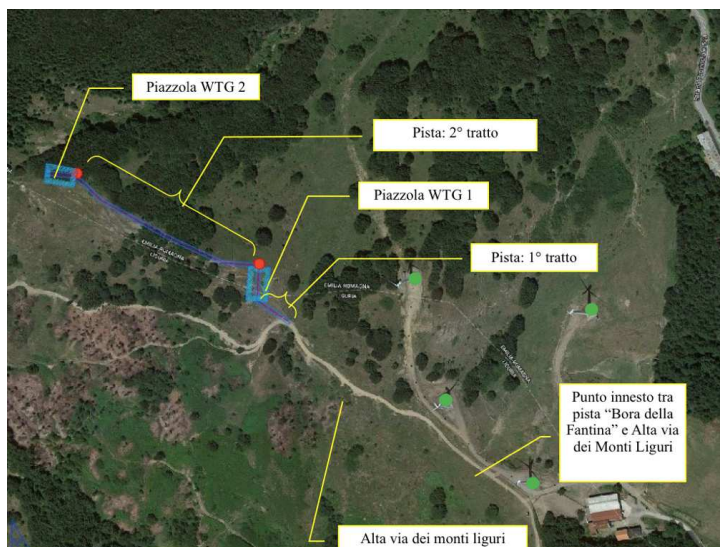 Piazzola WTG 2
Pista: 2° tratto
Piazzola WTG 1
Pista: 1° tratto
EMILIA ROMAGNA
LIGURIA
EMILIA ROMAGNA
EMILIA ROMAGNA
LIGURIA
Punto innesto tra
pista “Bora della
Fantina” e Alta via
dei Monti Liguri
Alta via dei monti liguri